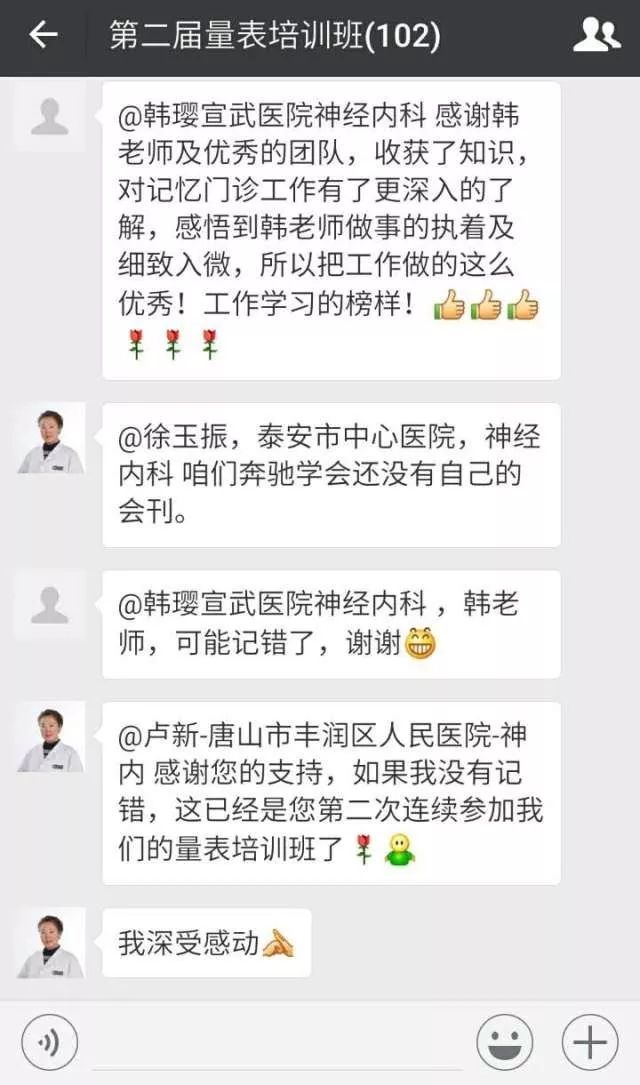 第二届量表培训班(102)
@韩璎宣武医院神经内科 感谢韩
老师及优秀的团队，收获了知识，
对记忆门诊工作有了更深入的了
解，感悟到韩老师做事的执着及
细致入微，所以把工作做的这么
优秀！工作学习的榜样！👍👍👍
🌹🌹🌹
@徐玉振，泰安市中心医院，神经
内科 咱们奔驰学会还没有自己的
会刊。
@韩璎宣武医院神经内科 ，韩老
师，可能记错了，谢谢😁
@卢新-唐山市丰润区人民医院-神
内 感谢您的支持，如果我没有记
错，这已经是您第二次连续参加我
们的量表培训班了🌹
我深受感动🙏